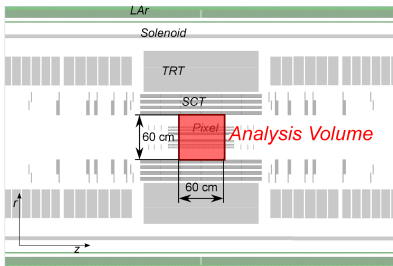 LAr
Solenoid
TRT
SCT
Pixel
60 cm
Analysis Volume
60 cm
r
z